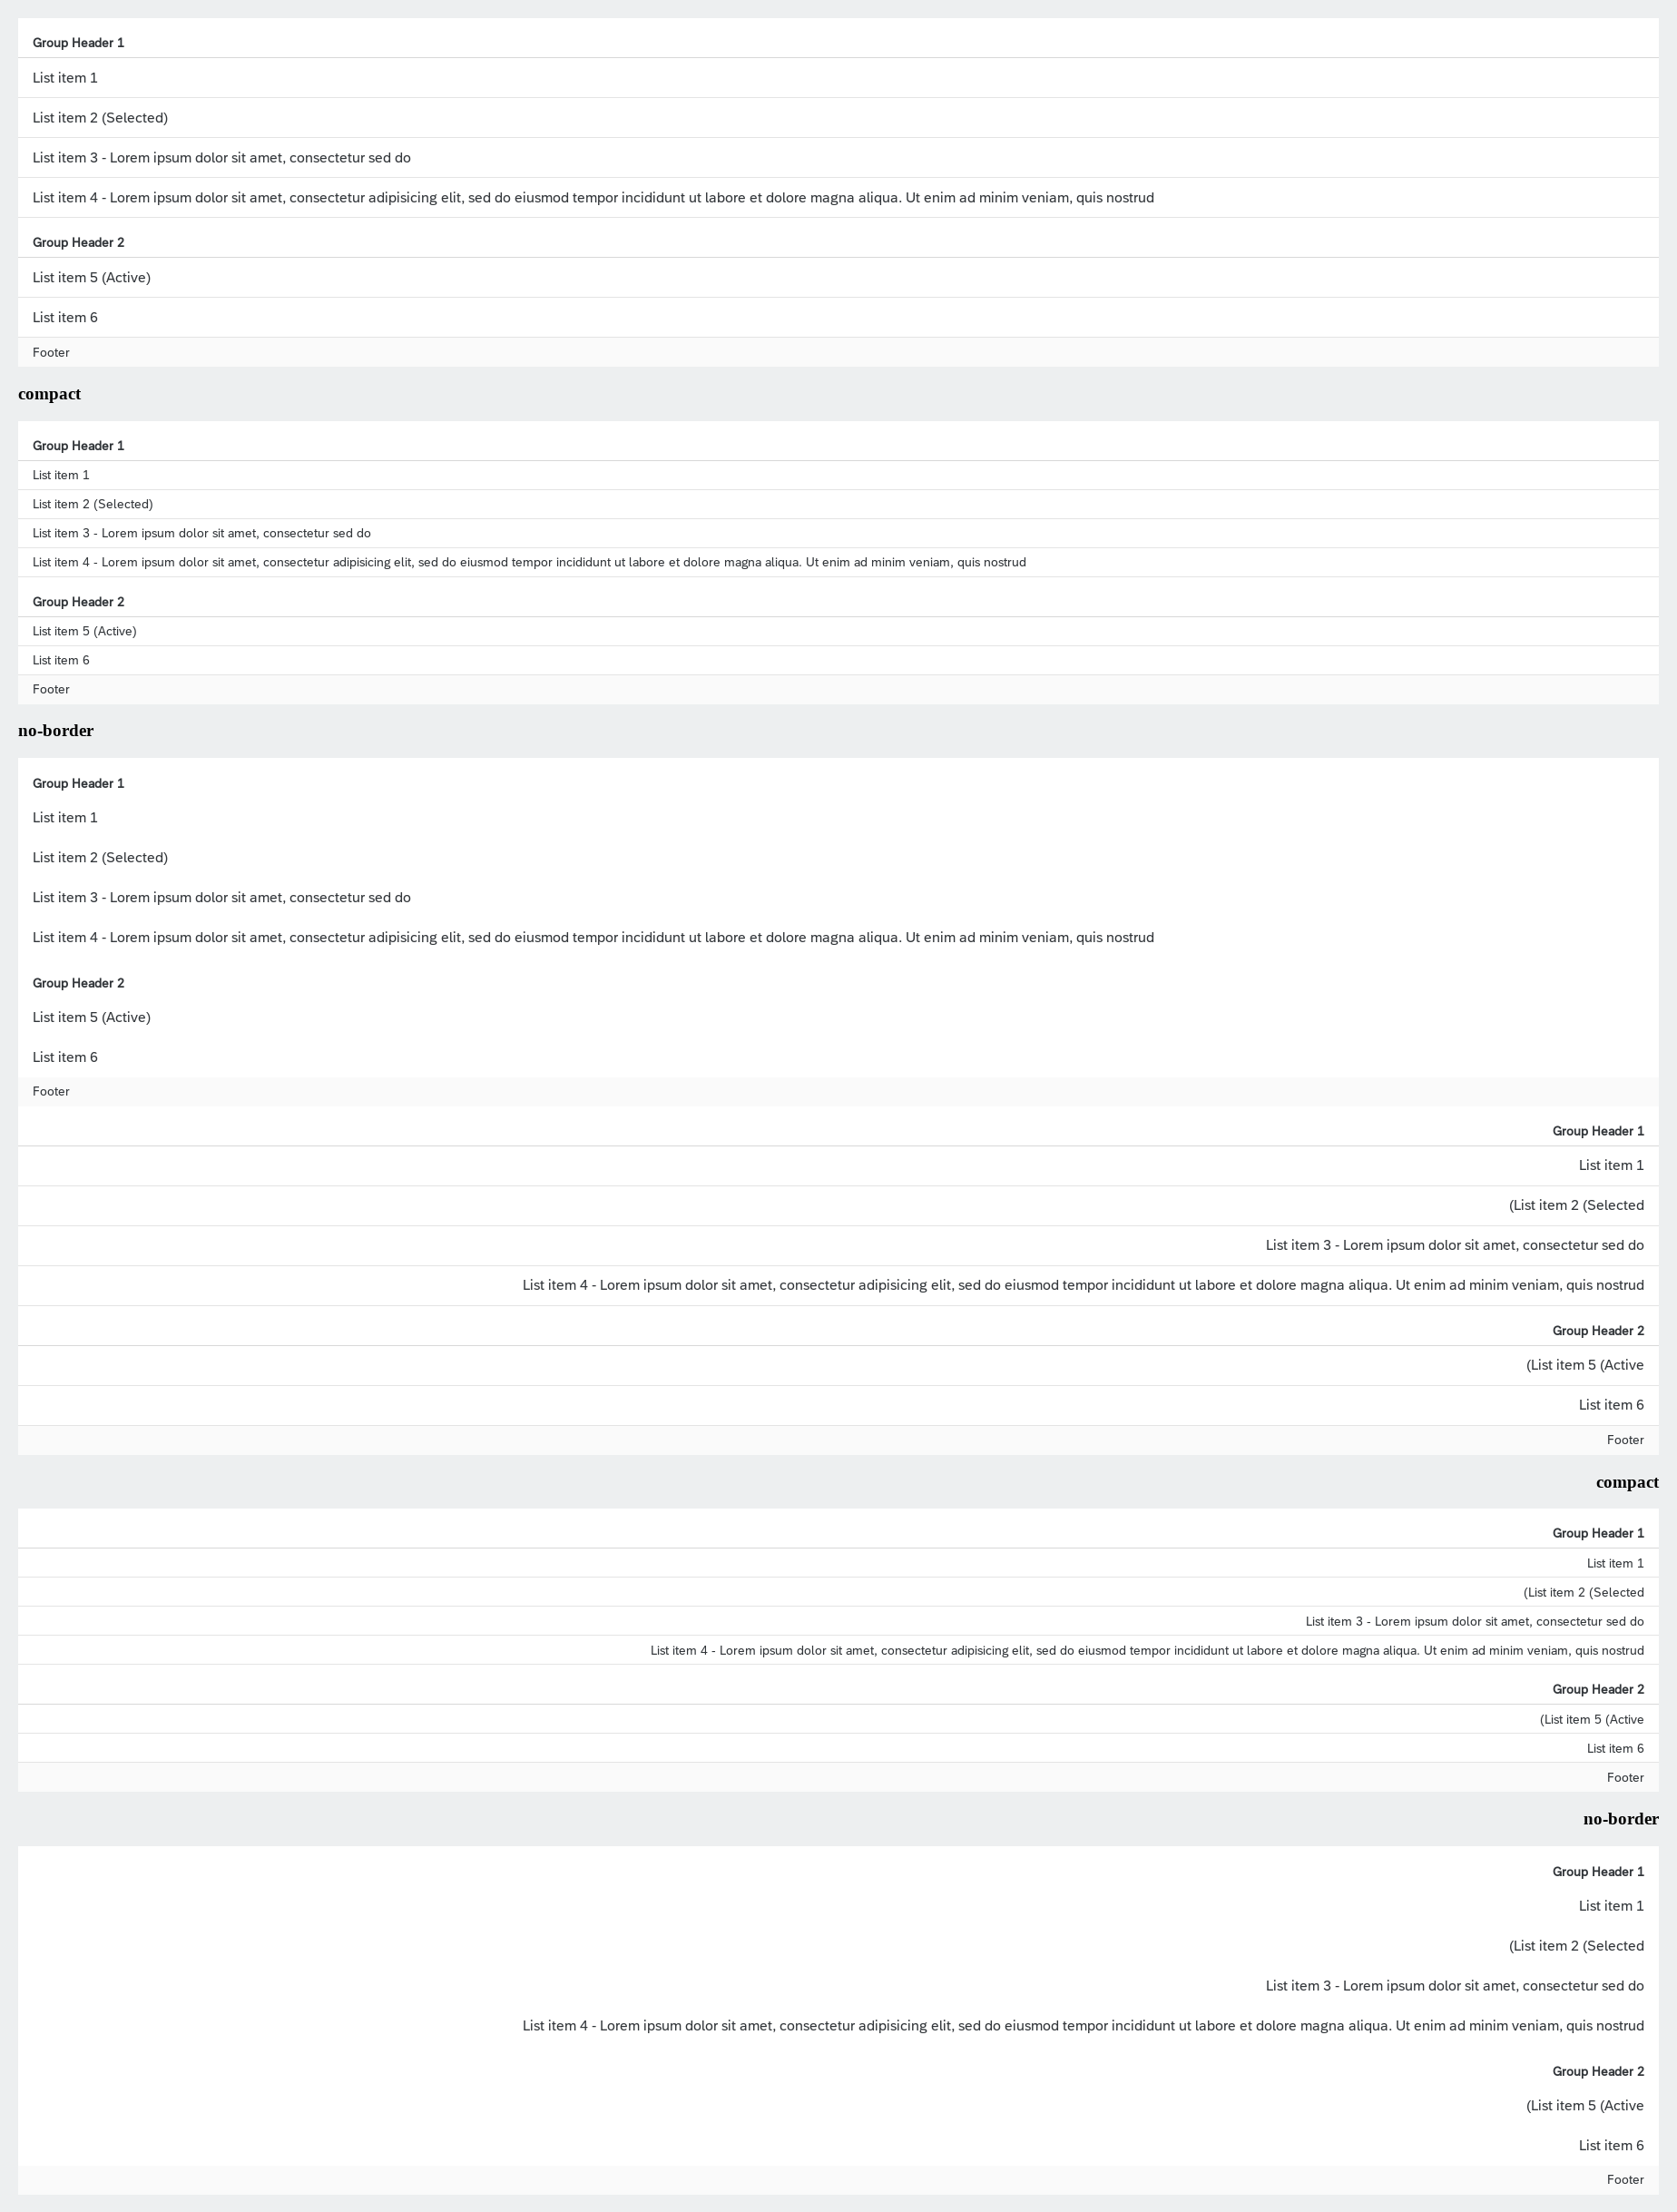 Group Header 1
List item 1
List item 2 (Selected)
List item 3 - Lorem ipsum dolor sit amet, consectetur sed do
List item 4 - Lorem ipsum dolor sit amet, consectetur adipisicing elit, sed do eiusmod tempor incididunt ut labore et dolore magna aliqua. Ut enim ad minim veniam, quis nostrud
Group Header 2
List item 5 (Active)
List item 6
Footer
compact
Group Header 1
List item 1
List item 2 (Selected)
List item 3 - Lorem ipsum dolor sit amet, consectetur sed do
List item 4 - Lorem ipsum dolor sit amet, consectetur adipisicing elit, sed do eiusmod tempor incididunt ut labore et dolore magna aliqua. Ut enim ad minim veniam, quis nostrud
Group Header 2
List item 5 (Active)
List item 6
Footer
no-border
Group Header 1
List item 1
List item 2 (Selected)
List item 3 - Lorem ipsum dolor sit amet, consectetur sed do
List item 4 - Lorem ipsum dolor sit amet, consectetur adipisicing elit, sed do eiusmod tempor incididunt ut labore et dolore magna aliqua. Ut enim ad minim veniam, quis nostrud
Group Header 2
List item 5 (Active)
List item 6
Footer
Group Header 1
List item 1
(List item 2 (Selected
List item 3 - Lorem ipsum dolor sit amet, consectetur sed do
List item 4 - Lorem ipsum dolor sit amet, consectetur adipisicing elit, sed do eiusmod tempor incididunt ut labore et dolore magna aliqua. Ut enim ad minim veniam, quis nostrud
Group Header 2
(List item 5 (Active
List item 6
Footer
compact
Group Header 1
List item 1
(List item 2 (Selected
List item 3 - Lorem ipsum dolor sit amet, consectetur sed do
List item 4 - Lorem ipsum dolor sit amet, consectetur adipisicing elit, sed do eiusmod tempor incididunt ut labore et dolore magna aliqua. Ut enim ad minim veniam, quis nostrud
Group Header 2
(List item 5 (Active
List item 6
Footer
no-border
Group Header 1
List item 1
(List item 2 (Selected
List item 3 - Lorem ipsum dolor sit amet, consectetur sed do
List item 4 - Lorem ipsum dolor sit amet, consectetur adipisicing elit, sed do eiusmod tempor incididunt ut labore et dolore magna aliqua. Ut enim ad minim veniam, quis nostrud
Group Header 2
(List item 5 (Active
List item 6
Footer